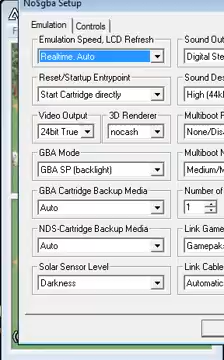 No$gba Setup
Emulation Controls
Emulation Speed, LCD Refresh Sound Out
Realtime, Auto Digital Ste
Reset/Startup Entrypoint Sound Des
Start Cartridge directly High (44k
Video Output 3D Renderer Multiboot P
24bit True nocash None/Dis
GBA Mode Multiboot N
GBA SP (backlight) Medium/M
GBA Cartridge Backup Media Number of
Auto 1
NDS-Cartridge Backup Media Link Game
Auto Gamepak
Solar Sensor Level Link Cable
Darkness Automatic